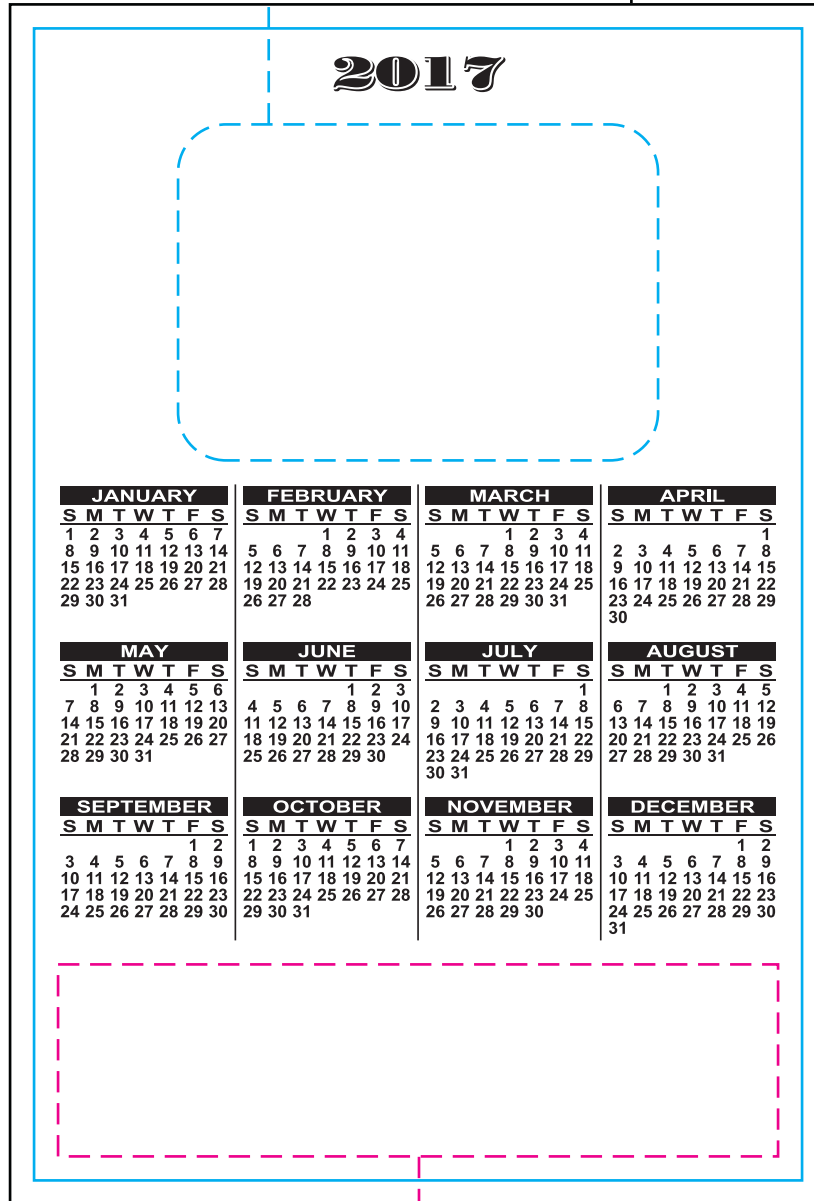 2017
JANUARY
S M T W T F S
1 2 3 4 5 6 7
8 9 10 11 12 13 14
15 16 17 18 19 20 21
22 23 24 25 26 27 28
29 30 31
FEBRUARY
S M T W T F S
1 2 3 4
5 6 7 8 9 10 11
12 13 14 15 16 17 18
19 20 21 22 23 24 25
26 27 28
MARCH
S M T W T F S
1 2 3 4
5 6 7 8 9 10 11
12 13 14 15 16 17 18
19 20 21 22 23 24 25
26 27 28 29 30 31
APRIL
S M T W T F S
1
2 3 4 5 6 7 8
9 10 11 12 13 14 15
16 17 18 19 20 21 22
23 24 25 26 27 28 29
30
MAY
S M T W T F S
1 2 3 4 5 6
7 8 9 10 11 12 13
14 15 16 17 18 19 20
21 22 23 24 25 26 27
28 29 30 31
JUNE
S M T W T F S
1 2 3
4 5 6 7 8 9 10
11 12 13 14 15 16 17
18 19 20 21 22 23 24
25 26 27 28 29 30
JULY
S M T W T F S
1
2 3 4 5 6 7 8
9 10 11 12 13 14 15
16 17 18 19 20 21 22
23 24 25 26 27 28 29
30 31
AUGUST
S M T W T F S
1 2 3 4 5
6 7 8 9 10 11 12
13 14 15 16 17 18 19
20 21 22 23 24 25 26
27 28 29 30 31
SEPTEMBER
S M T W T F S
1 2
3 4 5 6 7 8 9
10 11 12 13 14 15 16
17 18 19 20 21 22 23
24 25 26 27 28 29 30
OCTOBER
S M T W T F S
1 2 3 4 5 6 7
8 9 10 11 12 13 14
15 16 17 18 19 20 21
22 23 24 25 26 27 28
29 30 31
NOVEMBER
S M T W T F S
1 2 3 4
5 6 7 8 9 10 11
12 13 14 15 16 17 18
19 20 21 22 23 24 25
26 27 28 29 30
DECEMBER
S M T W T F S
1 2
3 4 5 6 7 8 9
10 11 12 13 14 15 16
17 18 19 20 21 22 23
24 25 26 27 28 29 30
31